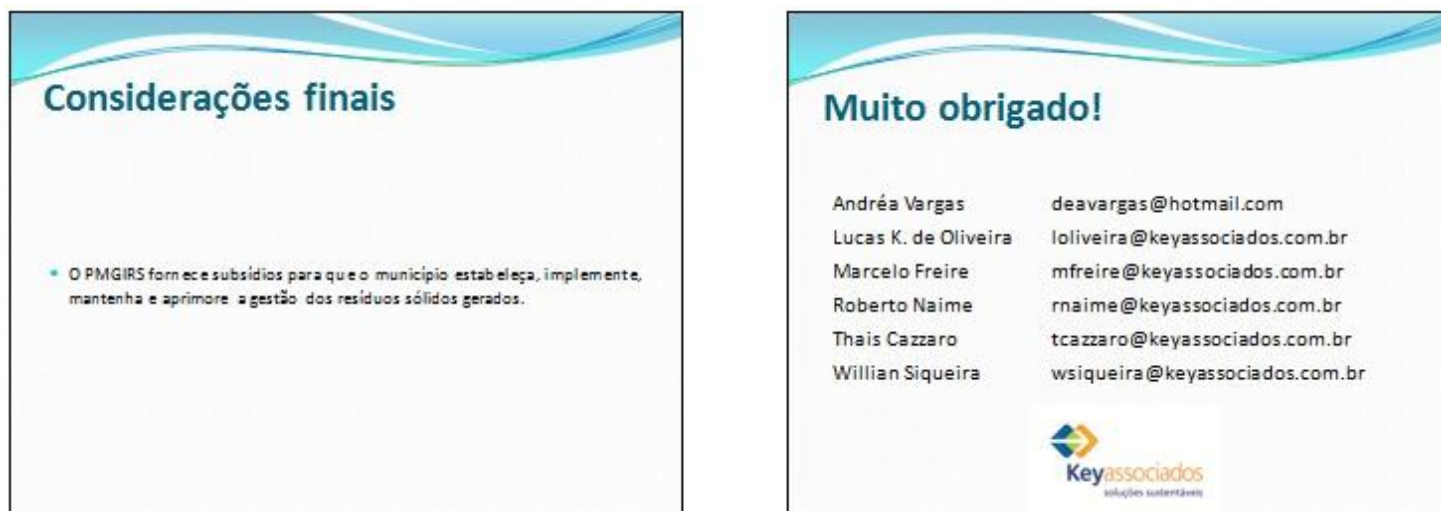 Considerações finais
O PMGIRS fornece subsídios para que o município estabeleça, implemente,
mantenha e aprimore a gestão dos resíduos sólidos gerados.
Muito obrigado!
Andréa Vargas deavargas@hotmail.com
Lucas K. de Oliveira loliveira@keyassociados.com.br
Marcelo Freire mfreire@keyassociados.com.br
Roberto Naime rnaime@keyassociados.com.br
Thais Cazzaro tcazzaro@keyassociados.com.br
Willian Siqueira wsiqueira@keyassociados.com.br
Keyassociados
soluções sustentáveis